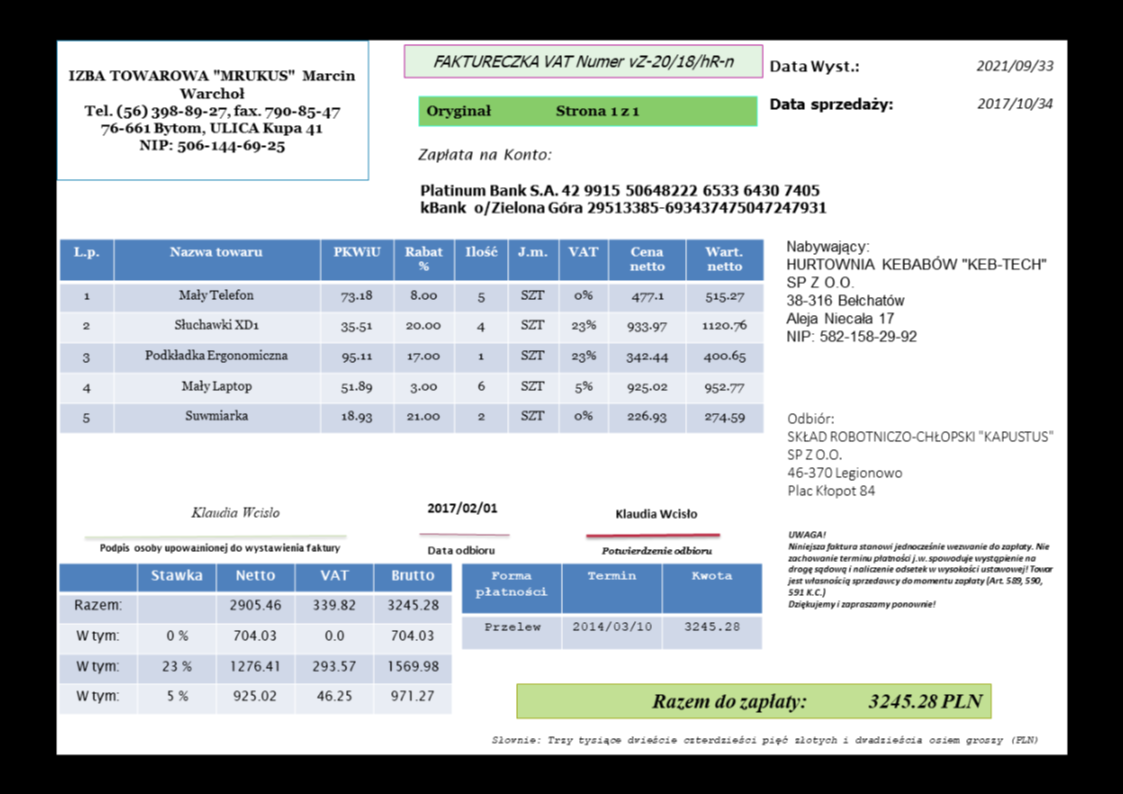 IZBA TOWAROWA "MRUKUS" Marcin
Warchoł
Tel. (56) 398-89-27, fax. 790-85-47
76-661 Bytom, ULICA Kupa 41
NIP: 506-144-69-25
FAKTURECZKA VAT Numer vZ-20/18/hR-n
Oryginał Strona 1 z 1
Data Wyst.: 2021/09/33
Data sprzedaży: 2017/10/34
Zapłata na Konto:
Platinum Bank S.A. 42 9915 50648222 6533 6430 7405
kBank o/Zielona Góra 29513385-693437475047247931
L.p. Nazwa towaru PKWiU Rabat % Ilość J.m. VAT Cena netto Wart. netto
1 Mały Telefon 73.18 8.00 5 SZT 0% 477.1 515.27
2 Słuchawki XD1 35.51 20.00 4 SZT 23% 933.97 1120.76
3 Podkładka Ergonomiczna 95.11 17.00 1 SZT 23% 342.44 400.65
4 Mały Laptop 51.89 3.00 6 SZT 5% 925.02 952.77
5 Suwmiarka 18.93 21.00 2 SZT 0% 226.93 274.59
Nabywający:
HURTOWNIA KEBABÓW "KEB-TECH"
SP Z O.O.
38-316 Bełchatów
Aleja Niecała 17
NIP: 582-158-29-92
Odbiór:
SKŁAD ROBOTNICZO-CHŁOPSKI "KAPUSTUS"
SP Z O.O.
46-370 Legionowo
Plac Kłopot 84
Klaudia Wcisło
Podpis osoby upoważnionej do wystawienia faktury
2017/02/01
Data odbioru
Klaudia Wcisło
Potwierdzenie odbioru
UWAGA!
Niniejsza faktura stanowi jednocześnie wezwanie do zapłaty. Nie
zachowanie terminu płatności j.w. spowoduje wystąpienie na
drogę sądową i naliczenie odsetek w wysokości ustawowej! Towar
jest własnością sprzedawcy do momentu zapłaty (Art. 589, 590,
591 K.C.)
Dziękujemy i zapraszamy ponownie!
Stawka Netto VAT Brutto
Razem: 2905.46 339.82 3245.28
W tym: 0 % 704.03 0.0 704.03
W tym: 23 % 1276.41 293.57 1569.98
W tym: 5 % 925.02 46.25 971.27
Forma płatności Termin Kwota
Przelew 2014/03/10 3245.28
Razem do zapłaty: 3245.28 PLN
Słownie: Trzy tysiące dwieście czterdzieści pięć złotych i dwadzieścia osiem groszy (PLN)